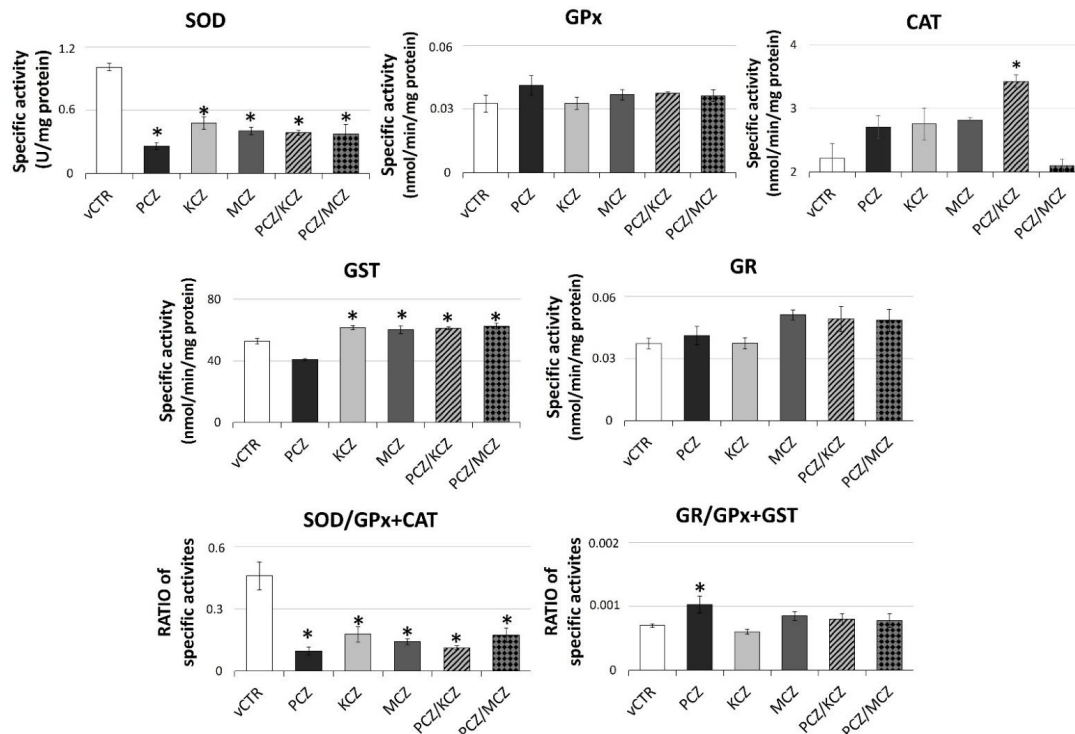 SOD
Specific activity
(U/mg protein)
1.2
0.6
0
*
*
*
*
*
vCTR
PCZ
KCZ
MCZ
PCZ/KCZ
PCZ/MCZ
GPx
Specific activity
(nmol/min/mg protein)
0.06
0.03
0
vCTR
PCZ
KCZ
MCZ
PCZ/KCZ
PCZ/MCZ
CAT
Specific activity
(nmol/min/mg protein)
4
3
2
*
vCTR
PCZ
KCZ
MCZ
PCZ/KCZ
PCZ/MCZ
GST
Specific activity
(nmol/min/mg protein)
80
60
40
0
*
*
*
*
vCTR
PCZ
KCZ
MCZ
PCZ/KCZ
PCZ/MCZ
GR
Specific activity
(nmol/min/mg protein)
0.06
0.03
0
vCTR
PCZ
KCZ
MCZ
PCZ/KCZ
PCZ/MCZ
SOD/GPx+CAT
RATIO of
specific activites
0.6
0.3
0
*
*
*
*
*
vCTR
PCZ
KCZ
MCZ
PCZ/KCZ
PCZ/MCZ
GR/GPx+GST
RATIO of
specific activites
0.002
0.001
0
*
vCTR
PCZ
KCZ
MCZ
PCZ/KCZ
PCZ/MCZ